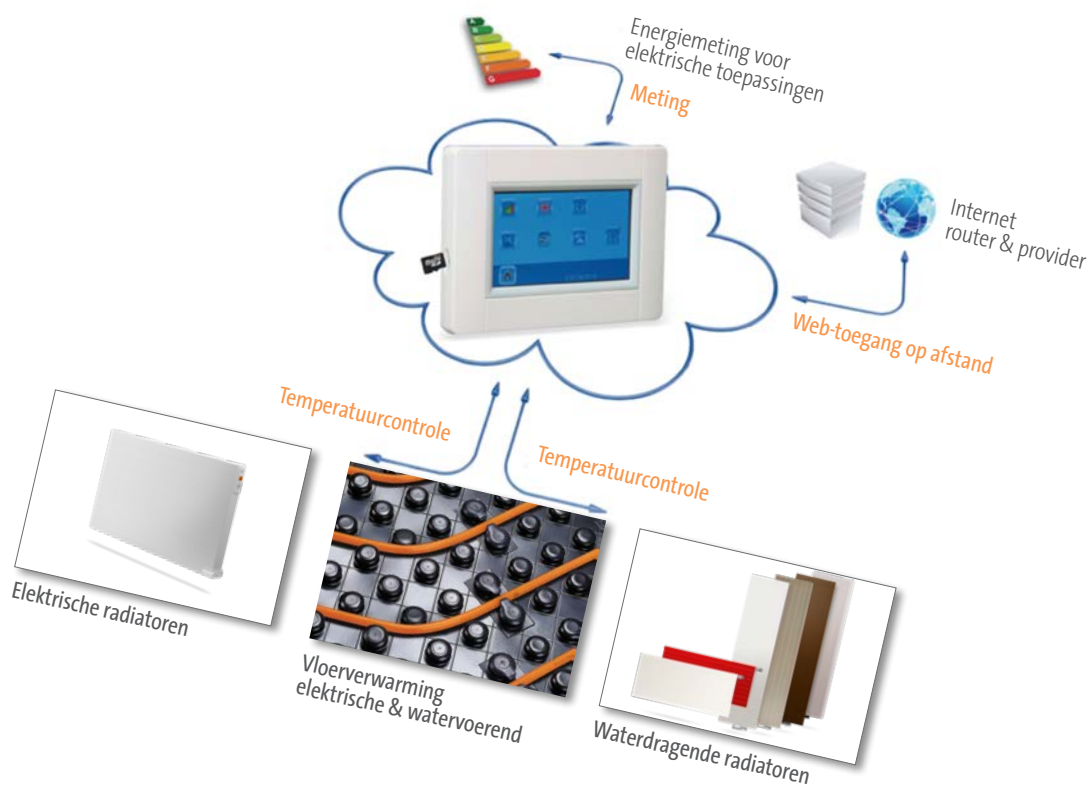 Energiemeting voor
elektrische toepassingen
Meting
Internet
router & provider
Web-toegang op afstand
Temperatuurcontrole
Temperatuurcontrole
Elektrische radiatoren
Vloerverwarming
elektrische & watervoerend
Waterdragende radiatoren